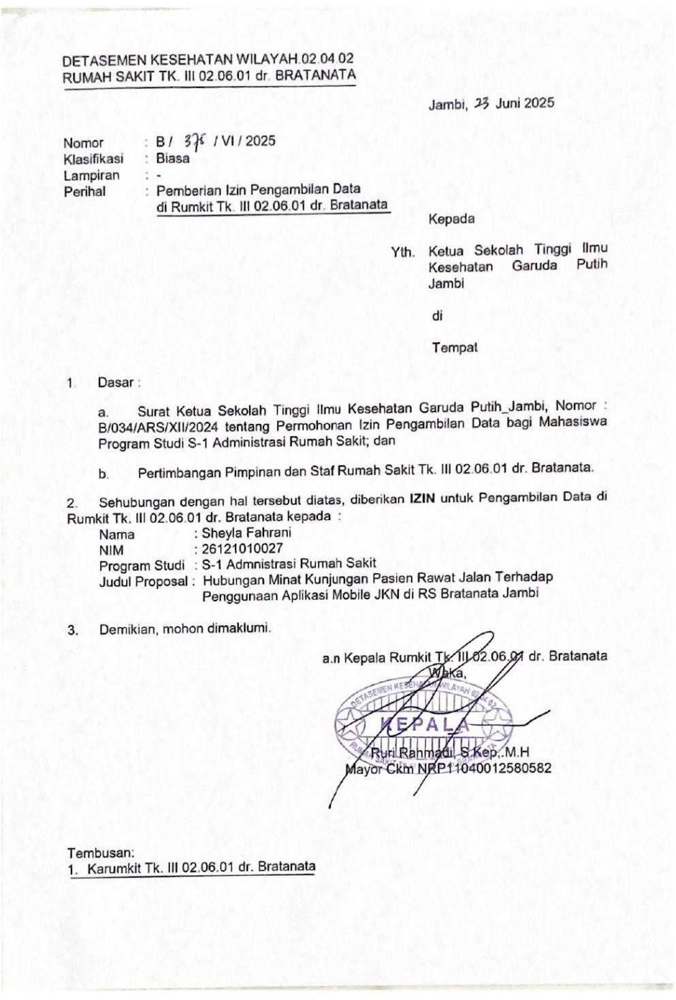 DETASEMEN KESEHATAN WILAYAH.02.04.02
RUMAH SAKIT TK. III 02.06.01 dr. BRATANATA
Jambi, 23 Juni 2025
Nomor : B / 375 / VI / 2025
Klasifikasi : Biasa
Lampiran : -
Perihal : Pemberian Izin Pengambilan Data
di Rumkit Tk. III 02.06.01 dr. Bratanata
Kepada
Yth. Ketua Sekolah Tinggi Ilmu
Kesehatan Garuda Putih
Jambi
di
Tempat
1. Dasar :
a. Surat Ketua Sekolah Tinggi Ilmu Kesehatan Garuda Putih_Jambi, Nomor :
B/034/ARS/XII/2024 tentang Permohonan Izin Pengambilan Data bagi Mahasiswa
Program Studi S-1 Administrasi Rumah Sakit; dan
b. Pertimbangan Pimpinan dan Staf Rumah Sakit Tk. III 02.06.01 dr. Bratanata.
2. Sehubungan dengan hal tersebut diatas, diberikan IZIN untuk Pengambilan Data di
Rumkit Tk. III 02.06.01 dr. Bratanata kepada :
Nama : Sheyla Fahrani
NIM : 26121010027
Program Studi : S-1 Admnistrasi Rumah Sakit
Judul Proposal : Hubungan Minat Kunjungan Pasien Rawat Jalan Terhadap
Penggunaan Aplikasi Mobile JKN di RS Bratanata Jambi
3. Demikian, mohon dimaklumi.
a.n Kepala Rumkit Tk. III 02.06.01 dr. Bratanata
Waka,
DETASEMEN KESEHATAN WILAYAH 02.04.02
KEPALA
RUMAH SAKIT TK BRATANATA
Ruri Rahmadi, S.Kep,.M.H
Mayor Ckm NRP11040012580582
Tembusan:
1. Karumkit Tk. III 02.06.01 dr. Bratanata